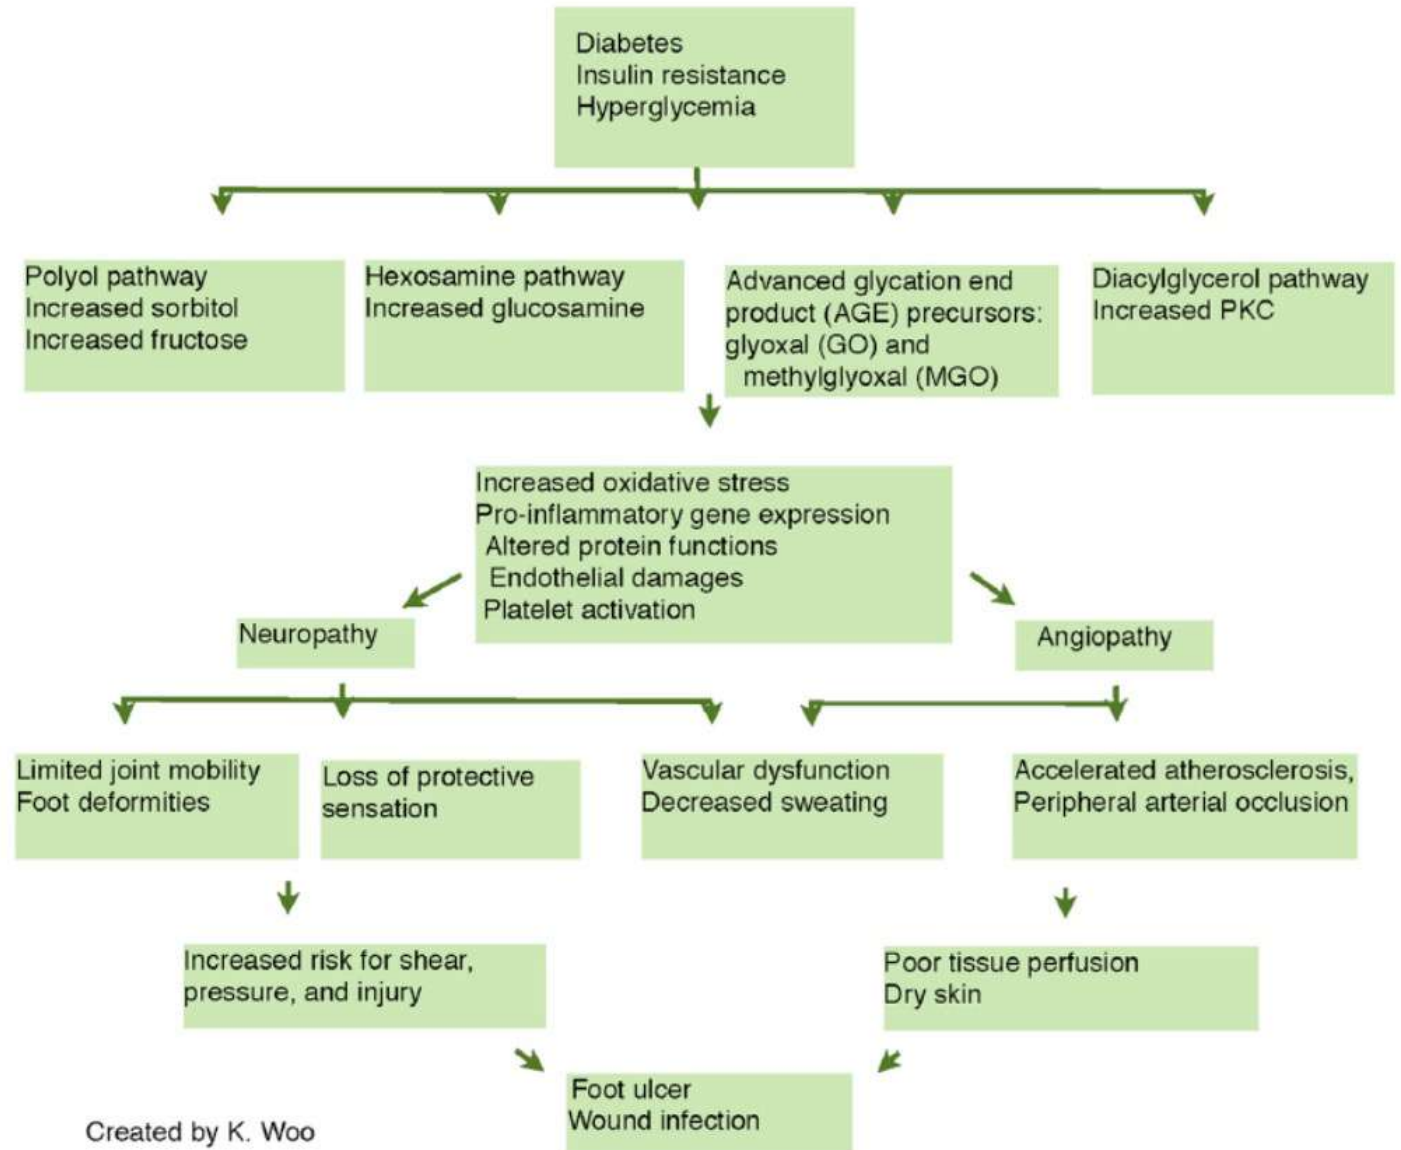 Diabetes
Insulin resistance
Hyperglycemia
Polyol pathway
Increased sorbitol
Increased fructose
Hexosamine pathway
Increased glucosamine
Advanced glycation end
product (AGE) precursors:
glyoxal (GO) and
methylglyoxal (MGO)
Diacylglycerol pathway
Increased PKC
Increased oxidative stress
Pro-inflammatory gene expression
Altered protein functions
Endothelial damages
Platelet activation
Neuropathy
Angiopathy
Limited joint mobility
Foot deformities
Loss of protective
sensation
Vascular dysfunction
Decreased sweating
Accelerated atherosclerosis,
Peripheral arterial occlusion
Increased risk for shear,
pressure, and injury
Poor tissue perfusion
Dry skin
Foot ulcer
Wound infection
Created by K. Woo